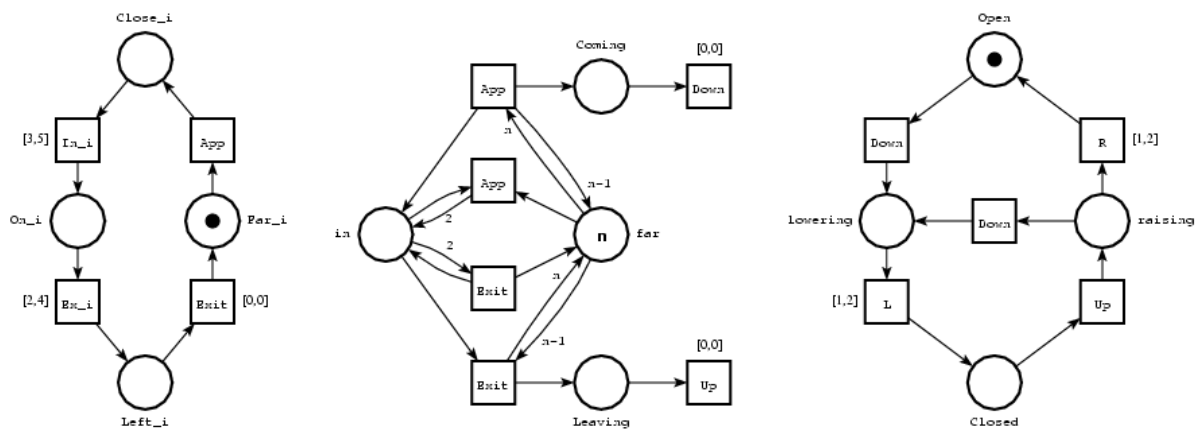 Close_i
[3,5]
In_i
App
On_i
Far_i
[2,4]
Ex_i
Exit
[0,0]
Left_i
Coming
[0,0]
App
Down
n
App
n-1
2
in
n
far
2
Exit
n
n-1
[0,0]
Exit
Up
Leaving
Open
Down
R
[1,2]
lowering
Down
raising
[1,2]
L
Up
Closed